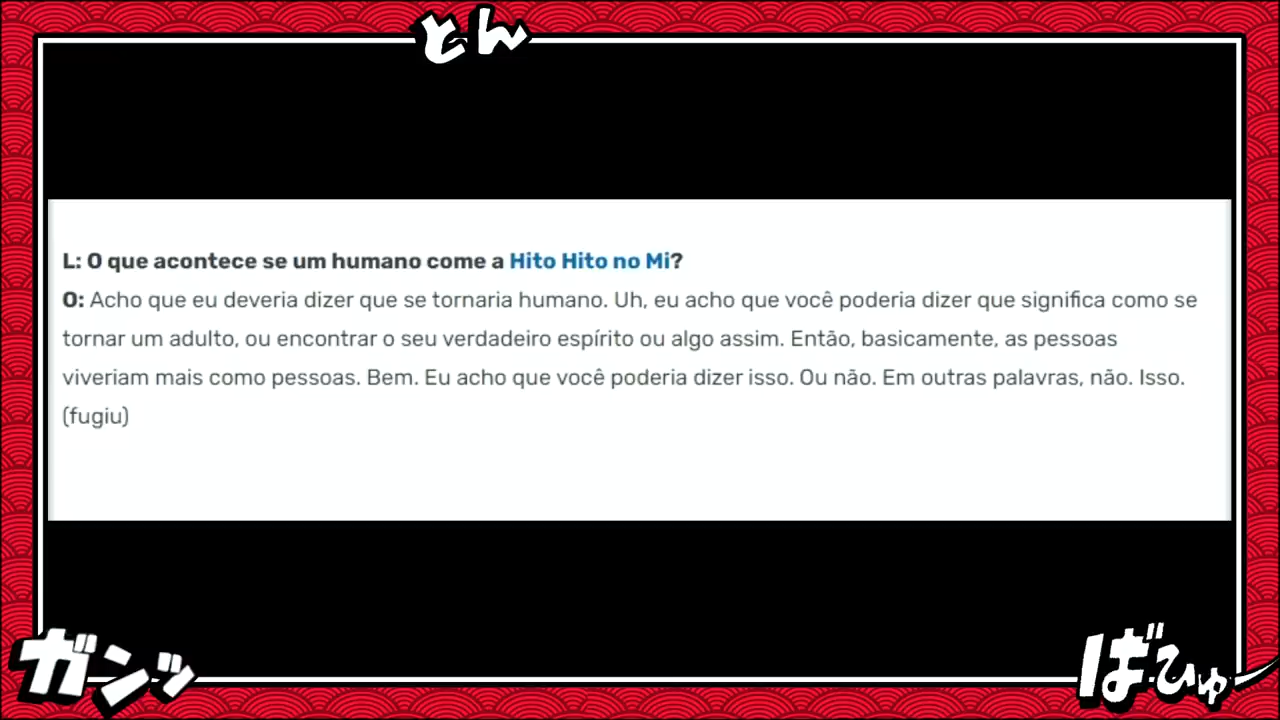 とん
L: O que acontece se um humano come a Hito Hito no Mi?
O: Acho que eu deveria dizer que se tornaria humano. Uh, eu acho que você poderia dizer que significa como se
tornar um adulto, ou encontrar o seu verdadeiro espírito ou algo assim. Então, basicamente, as pessoas
viveriam mais como pessoas. Bem. Eu acho que você poderia dizer isso. Ou não. Em outras palavras, não. Isso.
(fugiu)
ガンッ
ばひゅー